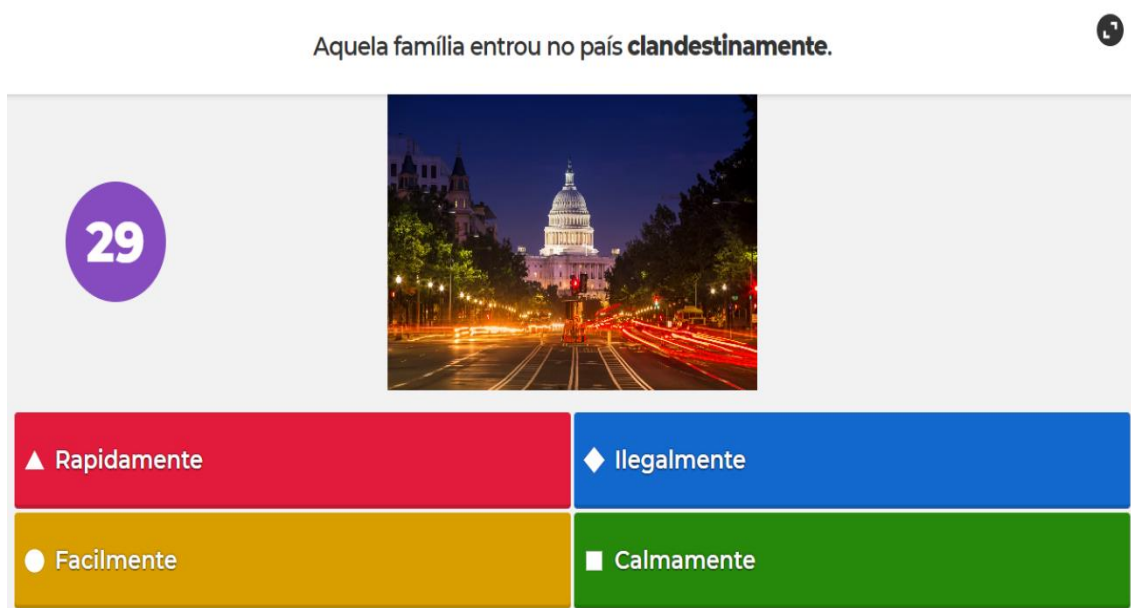 Aquela família entrou no país clandestinamente.
29
Rapidamente
Ilegalmente
Facilmente
Calmamente